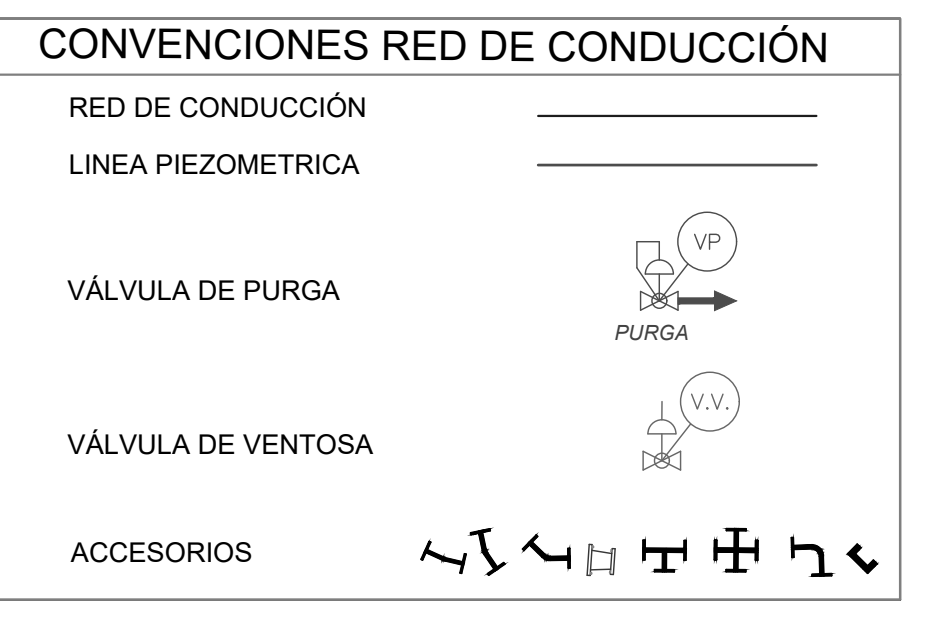 CONVENCIONES RED DE CONDUCCIÓN
RED DE CONDUCCIÓN
LINEA PIEZOMETRICA
VP
VÁLVULA DE PURGA
PURGA
V.V.
VÁLVULA DE VENTOSA
ACCESORIOS